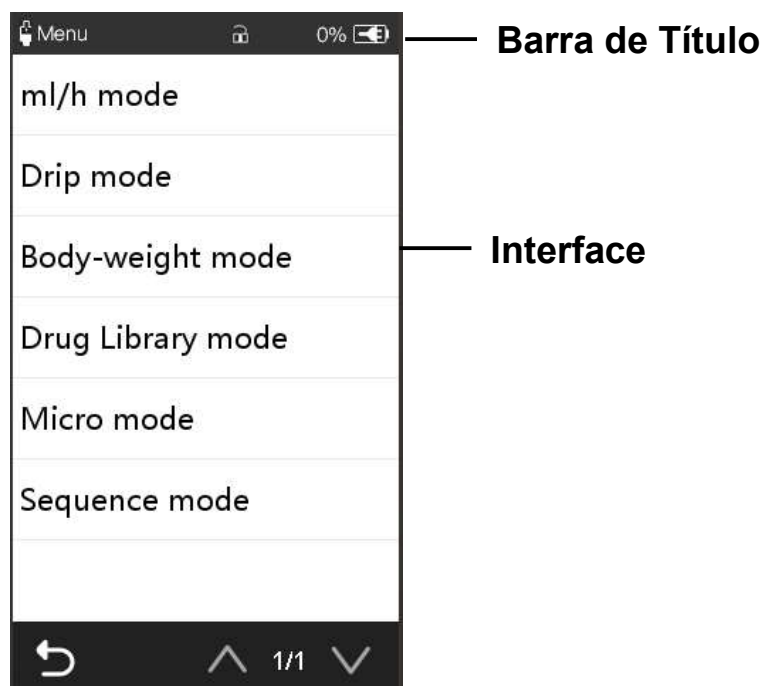 Menu 0% Barra de Título
ml/h mode
Drip mode
Body-weight mode Interface
Drug Library mode
Micro mode
Sequence mode
1/1